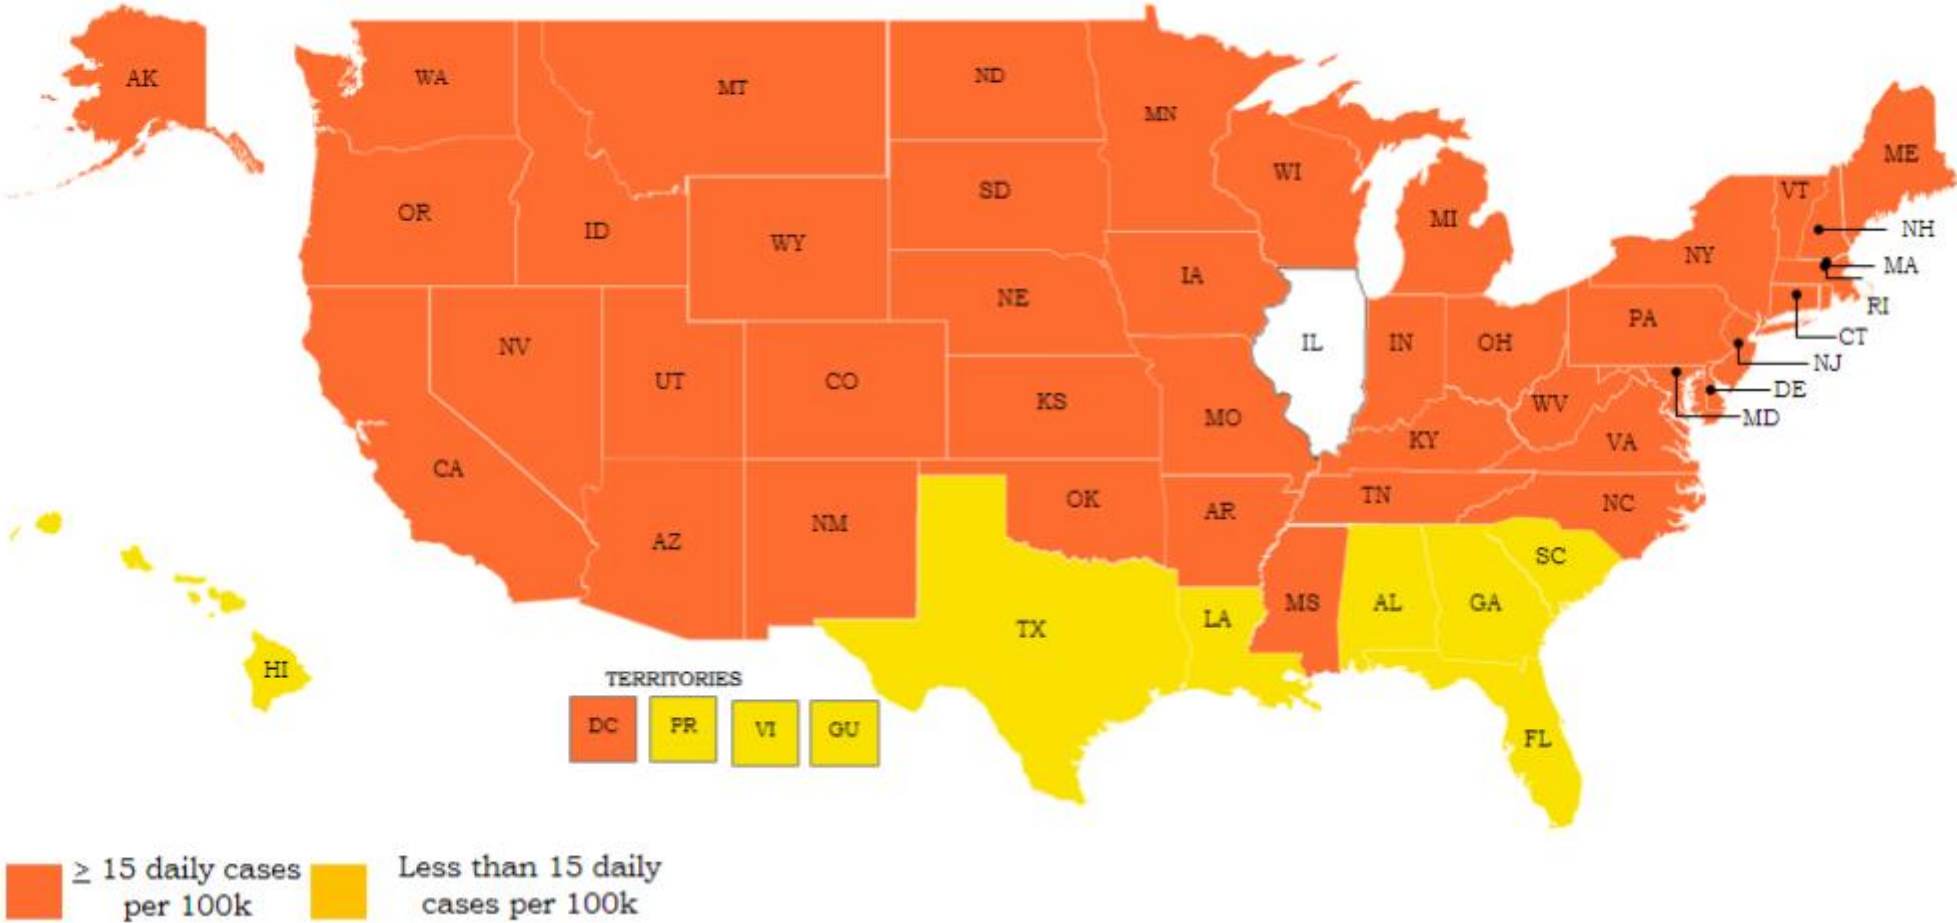 AK
WA
MT
ND
MN
ME
OR
ID
WY
SD
WI
MI
VT
NH
NY
MA
RI
NE
IA
PA
NV
UT
CO
KS
IL
IN
OH
CT
NJ
DE
MD
MO
WV
KY
VA
CA
AZ
NM
OK
AR
TN
NC
SC
HI
TX
LA
MS
AL
GA
FL
TERRITORIES
DC
PR
VI
GU
≥ 15 daily cases
per 100k
Less than 15 daily
cases per 100k